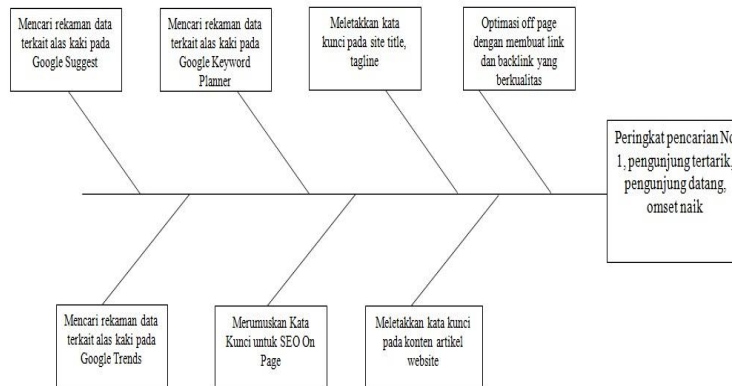 Mencari rekaman data
terkait alas kaki pada
Google Suggest
Mencari rekaman data
terkait alas kaki pada
Google Keyword
Planner
Meletakkan kata
kunci pada site title,
tagline
Optimasi off page
dengan membuat link
dan backlink yang
berkualitas
Peringkat pencarian No
1, pengunjung tertarik,
pengunjung datang,
omset naik
Mencari rekaman data
terkait alas kaki pada
Google Trends
Merumuskan Kata
Kunci untuk SEO On
Page
Meletakkan kata kunci
pada konten artikel
website